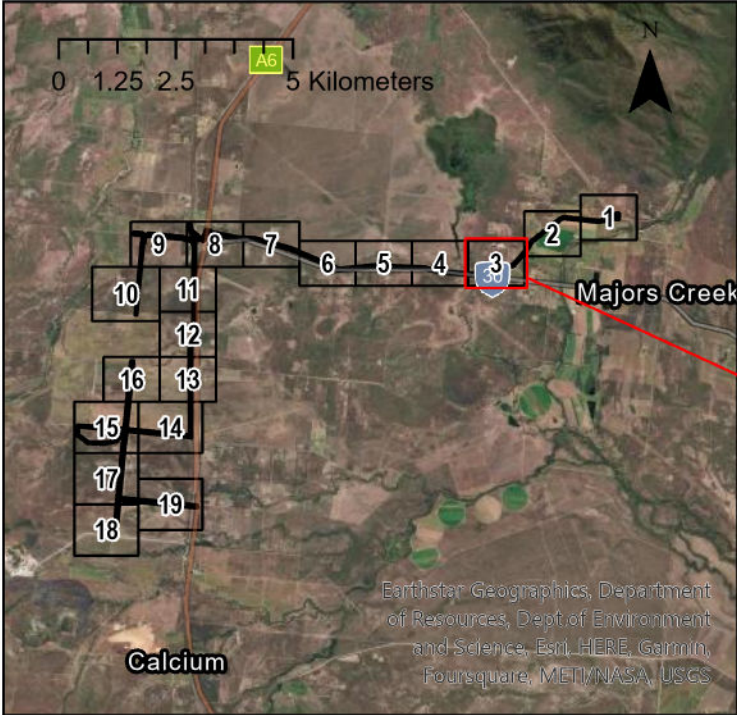 N
A6
0 1.25 2.5 5 Kilometers
1
2
9 8 7
6 5 4 3
30
10 11
Majors Creek
12
16 13
15 14
17
19
18
Earthstar Geographics, Department
of Resources, Dept.of Environment
and Science, Esri, HERE, Garmin,
Foursquare, METI/NASA, USGS
Calcium